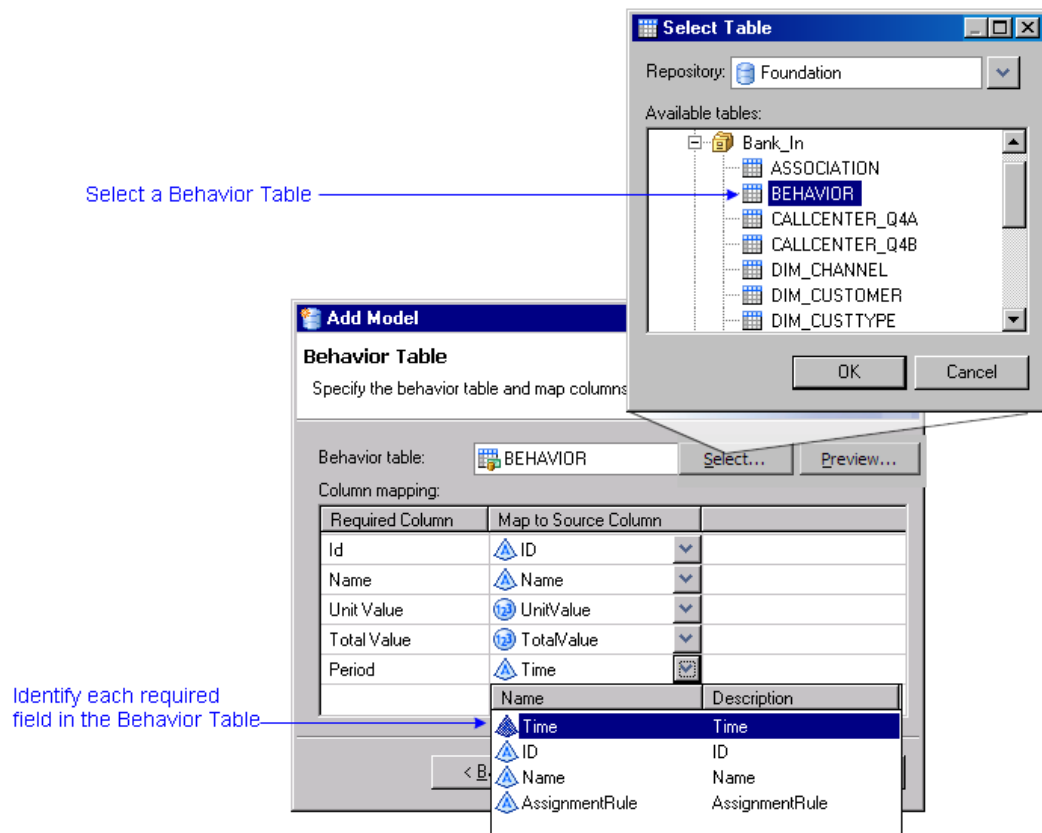 Select Table
Repository: Foundation
Available tables:
Bank_In
ASSOCIATION
Select a Behavior Table
BEHAVIOR
CALLCENTER_Q4A
CALLCENTER_Q4B
DIM_CHANNEL
DIM_CUSTOMER
DIM_CUSTTYPE
OK Cancel
Add Model
Behavior Table
Specify the behavior table and map columns
Behavior table: BEHAVIOR Select... Preview...
Column mapping:
Required Column Map to Source Column
Id A ID
Name A Name
Unit Value 123 UnitValue
Total Value 123 TotalValue
Period A Time
Identify each required
field in the Behavior Table
Name Description
Time Time
A ID ID
A Name Name
A AssignmentRule AssignmentRule
< B